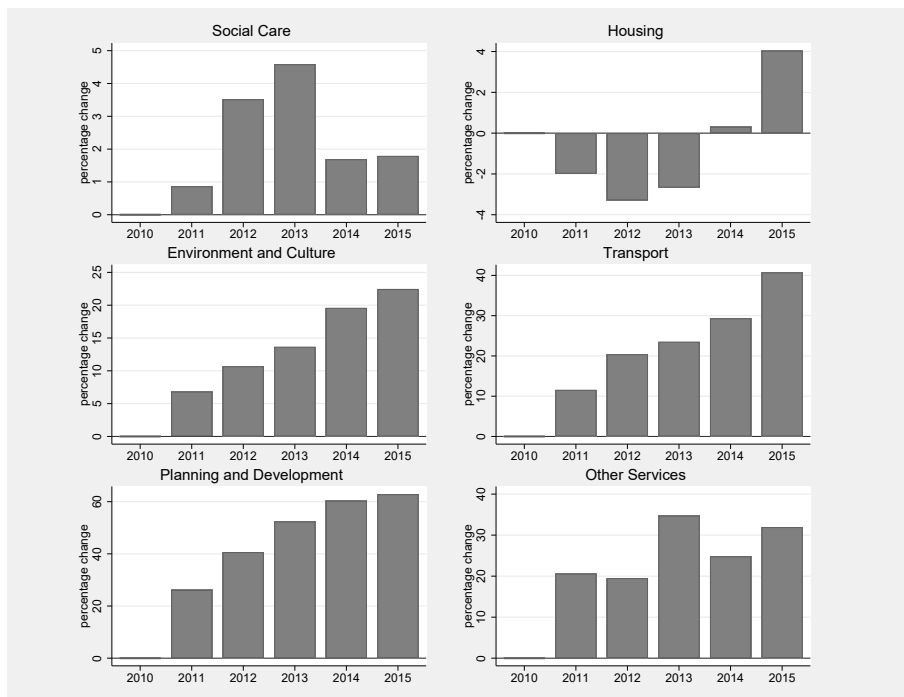 Social Care
percentage change
0
1
2
3
4
5
2010 2011 2012 2013 2014 2015
Housing
percentage change
-4
-2
0
2
4
2010 2011 2012 2013 2014 2015
Environment and Culture
percentage change
0
5
10
15
20
25
2010 2011 2012 2013 2014 2015
Transport
percentage change
0
10
20
30
40
2010 2011 2012 2013 2014 2015
Planning and Development
percentage change
0
20
40
60
2010 2011 2012 2013 2014 2015
Other Services
percentage change
0
10
20
30
40
2010 2011 2012 2013 2014 2015